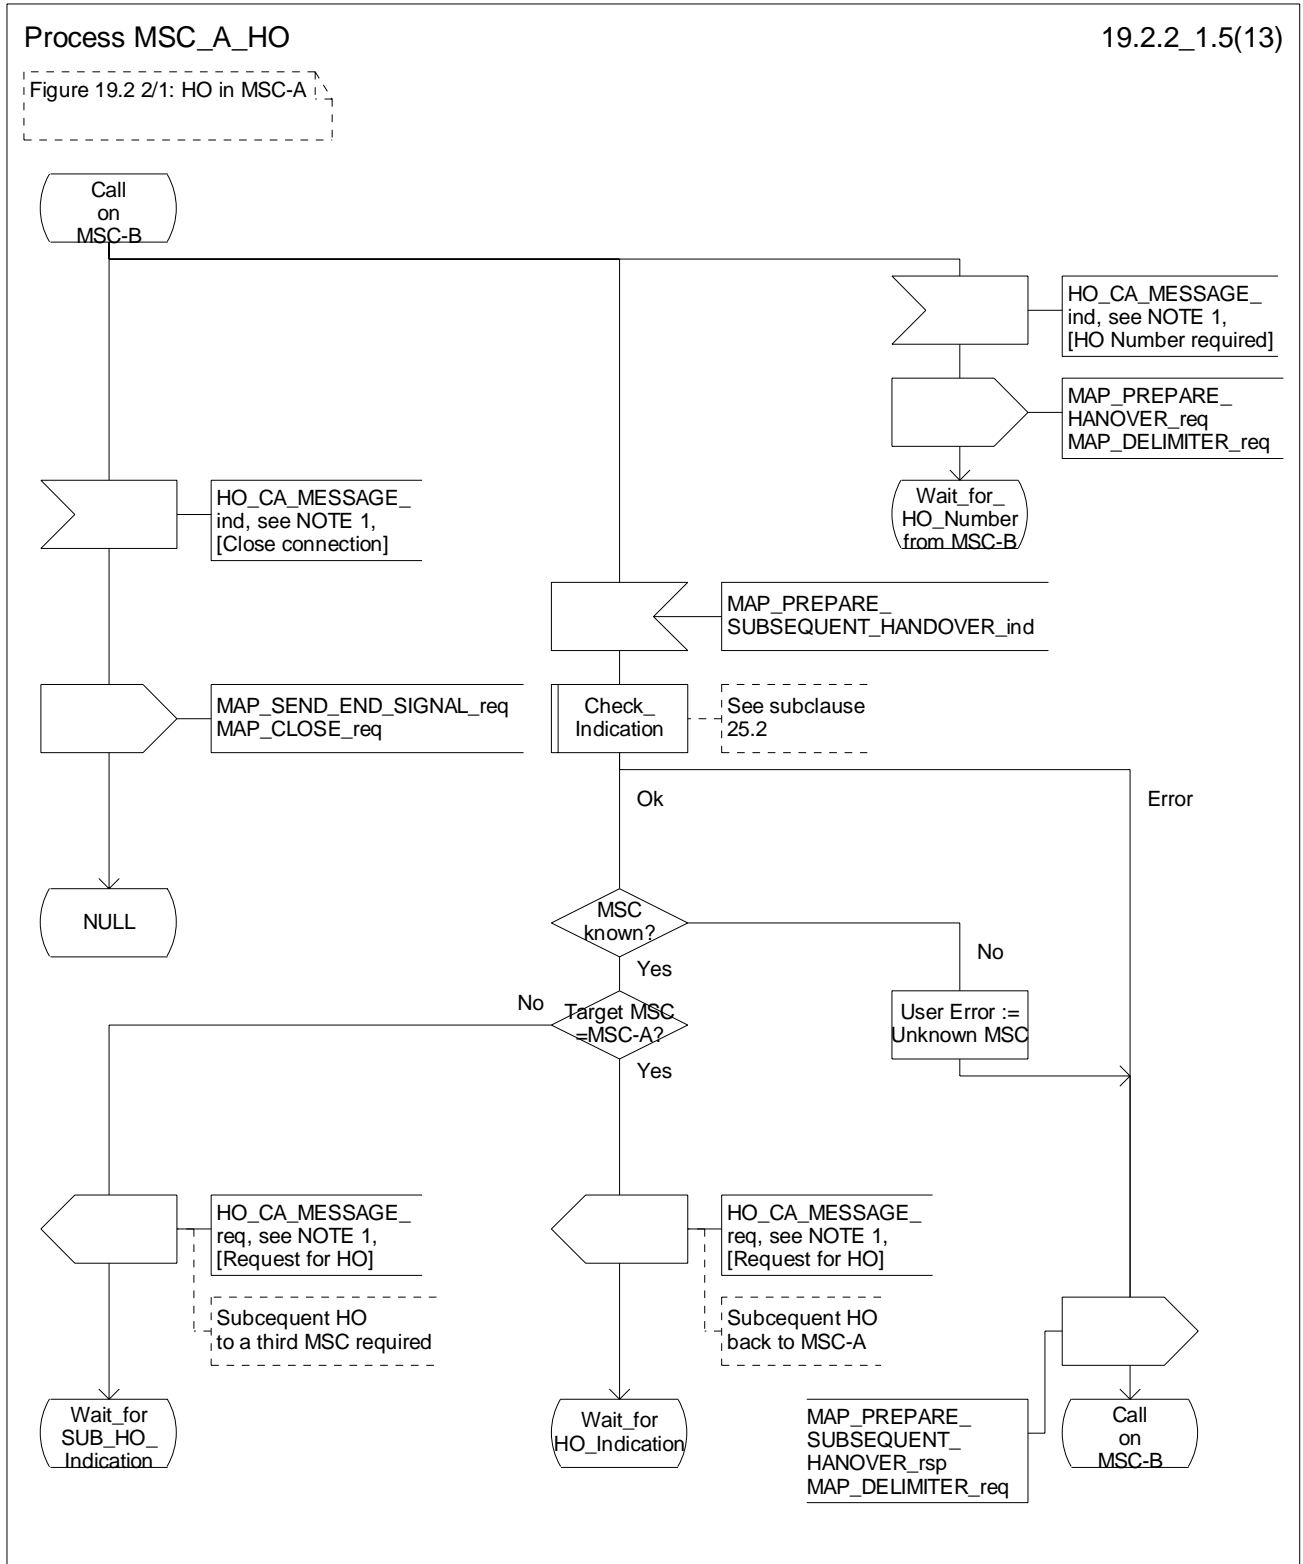 Process MSC_A_HO
19.2.2_1.5(13)
Figure 19.2 2/1: HO in MSC-A
Call
on
MSC-B
HO_CA_MESSAGE_
ind, see NOTE 1,
[HO Number required]
MAP_PREPARE_
HANOVER_req
MAP_DELIMITER_req
Wait_for_
HO_Number
from MSC-B
HO_CA_MESSAGE_
ind, see NOTE 1,
[Close connection]
MAP_PREPARE_
SUBSEQUENT_HANDOVER_ind
MAP_SEND_END_SIGNAL_req
MAP_CLOSE_req
Check_
Indication
See subclause
25.2
Ok
Error
NULL
MSC
known?
Yes
No
No
Target MSC
=MSC-A?
Yes
User Error :=
Unknown MSC
HO_CA_MESSAGE_
req, see NOTE 1,
[Request for HO]
Subcequent HO
to a third MSC required
HO_CA_MESSAGE_
req, see NOTE 1,
[Request for HO]
Subcequent HO
back to MSC-A
Wait_for
SUB_HO_
Indication
Wait_for
HO_Indication
MAP_PREPARE_
SUBSEQUENT_
HANOVER_rsp
MAP_DELIMITER_req
Call
on
MSC-B